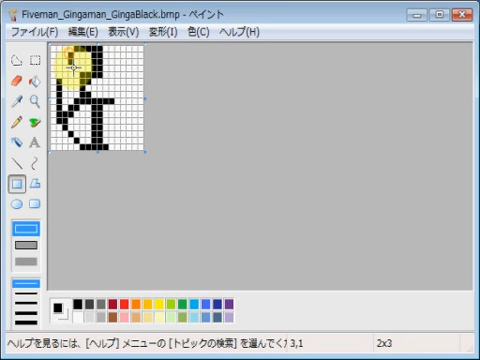 Fiveman_Gingaman_GingaBlack.bmp - ペイント
ファイル(F) 編集(E) 表示(V) 変形(I) 色(C) ヘルプ(H)
A
ヘルプを見るには、[ヘルプ] メニューの [トピックの検索] を選んでく 3,1 2x3